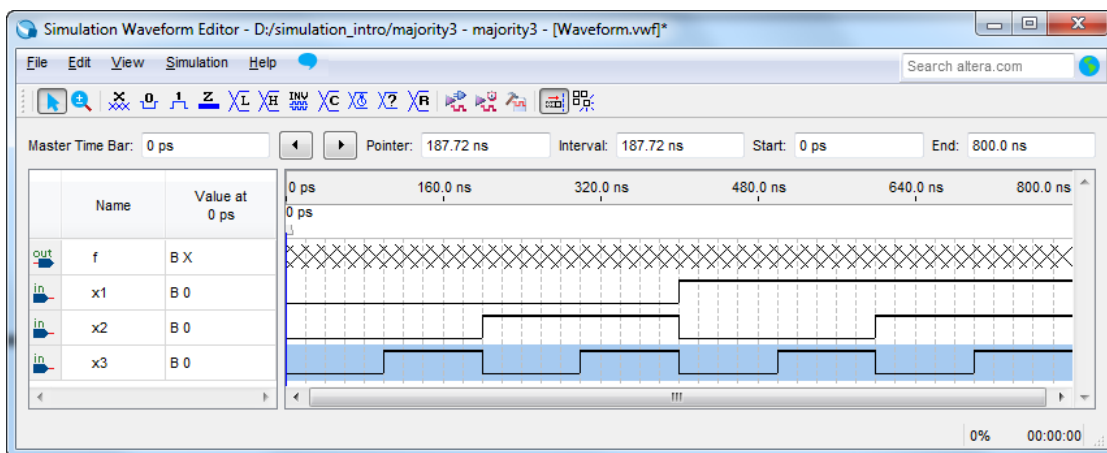 Simulation Waveform Editor - D:/simulation_intro/majority3 - majority3 - [Waveform.vwf]*
File Edit View Simulation Help Search altera.com
Master Time Bar: 0 ps Pointer: 187.72 ns Interval: 187.72 ns Start: 0 ps End: 800.0 ns
Name Value at 0 ps
0 ps 160.0 ns 320.0 ns 480.0 ns 640.0 ns 800.0 ns
0 ps
out f B X
in x1 B 0
in x2 B 0
in x3 B 0
0% 00:00:00